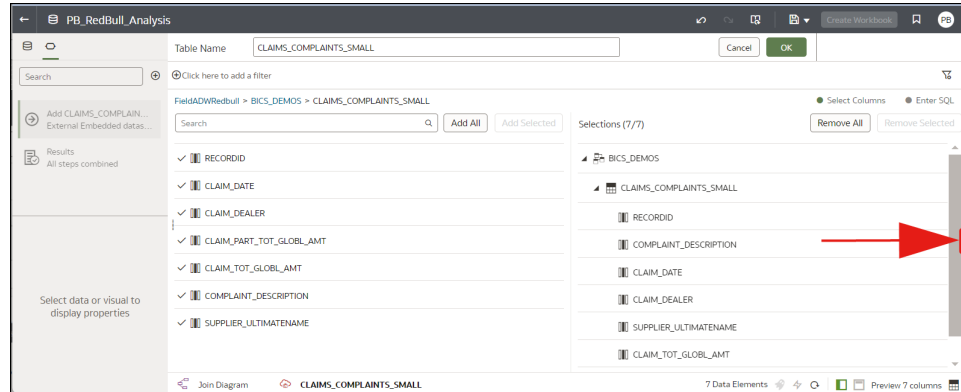 PB_RedBull_Analysis
Create Workbook
PB
Table Name
CLAIMS_COMPLAINTS_SMALL
Cancel
OK
Search
Click here to add a filter
Add CLAIMS_COMPLAIN...
External Embedded datas...
Results
All steps combined
Select data or visual to
display properties
FieldADWRedbull > BICS_DEMOS > CLAIMS_COMPLAINTS_SMALL
Select Columns
Enter SQL
Search
Add All
Add Selected
Selections (7/7)
Remove All
Remove Selected
RECORDID
CLAIM_DATE
CLAIM_DEALER
CLAIM_PART_TOT_GLOBL_AMT
CLAIM_TOT_GLOBL_AMT
COMPLAINT_DESCRIPTION
SUPPLIER_ULTIMATENAME
BICS_DEMOS
CLAIMS_COMPLAINTS_SMALL
RECORDID
COMPLAINT_DESCRIPTION
CLAIM_DATE
CLAIM_DEALER
SUPPLIER_ULTIMATENAME
CLAIM_TOT_GLOBL_AMT
Join Diagram
CLAIMS_COMPLAINTS_SMALL
7 Data Elements
Preview 7 columns